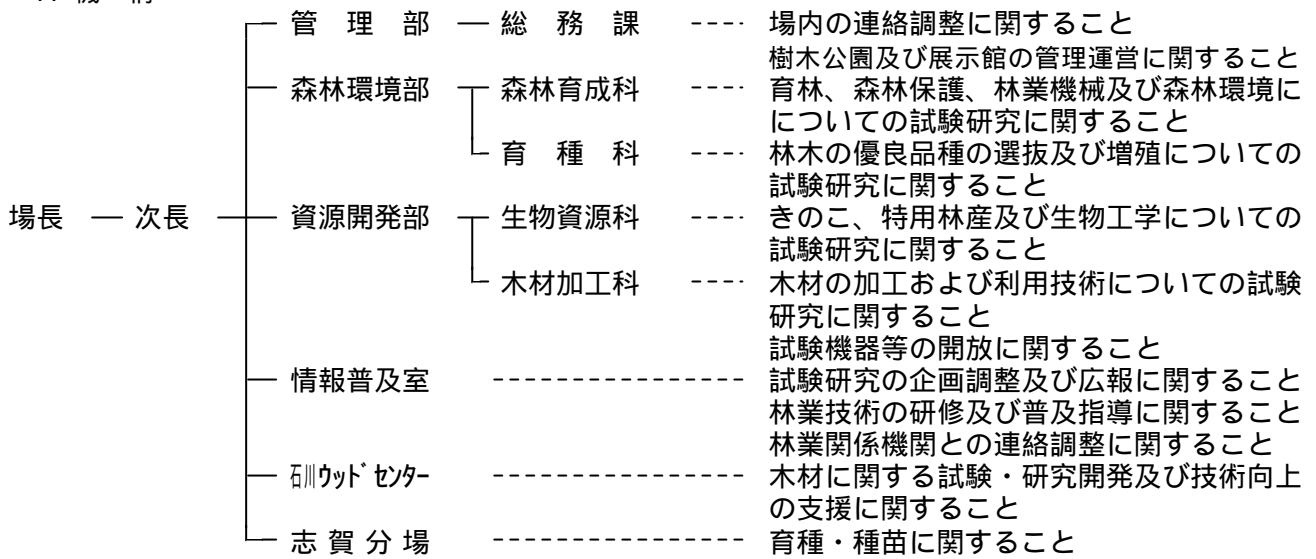 機 構
管 理 部 総 務 課 場内の連絡調整に関すること
樹木公園及び展示館の管理運営に関すること
森林環境部 森林育成科 育林、森林保護、林業機械及び森林環境に
についての試験研究に関すること
育 種 科 林木の優良品種の選抜及び増殖についての
試験研究に関すること
場長 次長 資源開発部 生物資源科 きのこ、特用林産及び生物工学についての
試験研究に関すること
木材加工科 木材の加工および利用技術についての試験
研究に関すること
試験機器等の開放に関すること
情報普及室 試験研究の企画調整及び広報に関すること
林業技術の研修及び普及指導に関すること
林業関係機関との連絡調整に関すること
石川ウッドセンター 木材に関する試験・研究開発及び技術向上
の支援に関すること
志 賀 分 場 育種・種苗に関すること